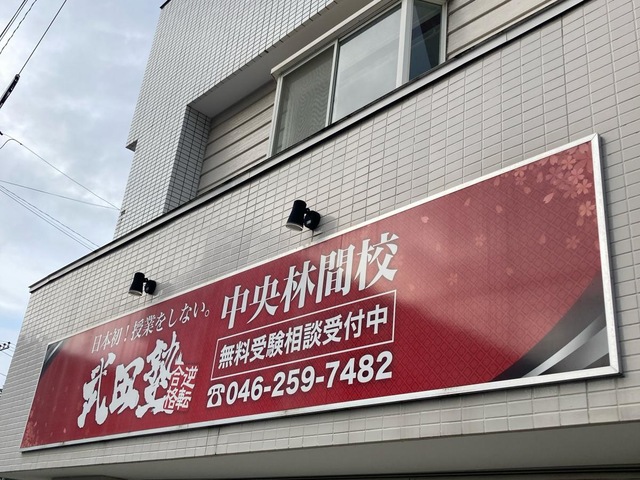 日本初!授業をしない。
武田塾
逆転
合格
中央林間校
無料受験相談受付中
☎046-259-7482